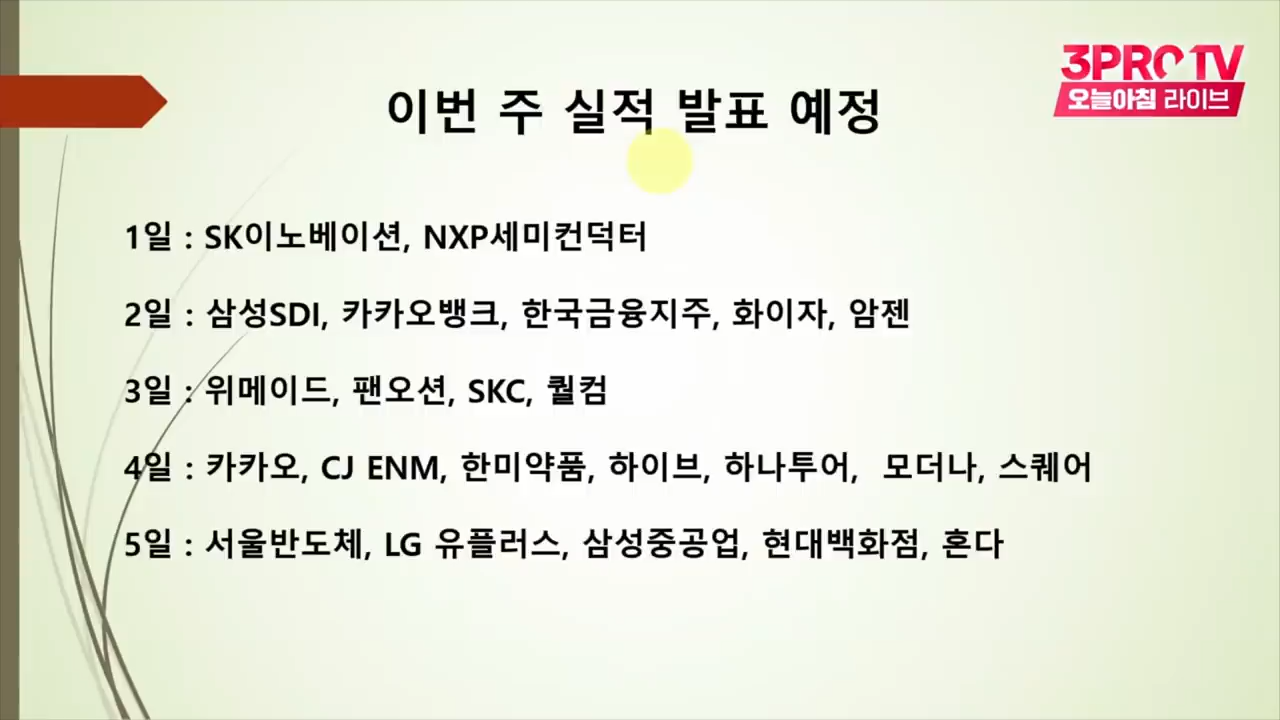 3PRO TV
오늘아침 라이브
이번 주 실적 발표 예정
1일 : SK이노베이션, NXP세미컨덕터
2일 : 삼성SDI, 카카오뱅크, 한국금융지주, 화이자, 암젠
3일 : 위메이드, 팬오션, SKC, 퀄컴
4일 : 카카오, CJ ENM, 한미약품, 하이브, 하나투어, 모더나, 스퀘어
5일 : 서울반도체, LG 유플러스, 삼성중공업, 현대백화점, 혼다